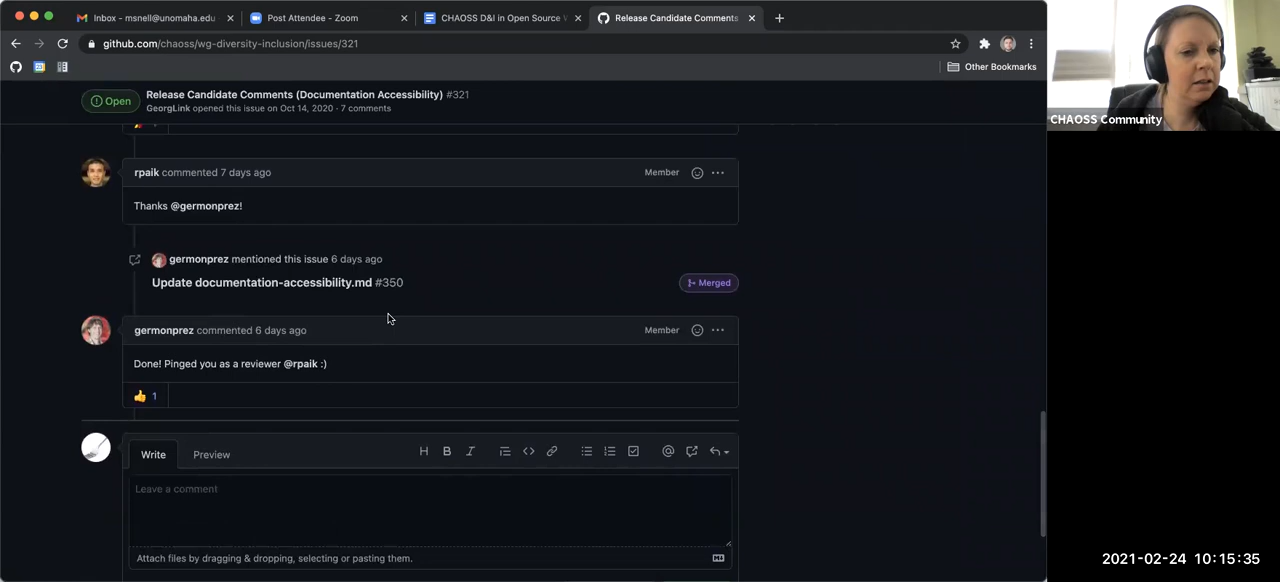 Inbox - msnell@unomaha.edu
Post Attendee - Zoom
CHAOSS D&I in Open Source
Release Candidate Comments
github.com/chaoss/wg-diversity-inclusion/issues/321
Other Bookmarks
Open
Release Candidate Comments (Documentation Accessibility) #321
GeorgLink opened this issue on Oct 14, 2020 · 7 comments
CHAOSS Community
rpaik commented 7 days ago
Member
Thanks @germonprez!
germonprez mentioned this issue 6 days ago
Update documentation-accessibility.md #350
Merged
germonprez commented 6 days ago
Member
Done! Pinged you as a reviewer @rpaik :)
👍 1
Write
Preview
H B I
Leave a comment
Attach files by dragging & dropping, selecting or pasting them.
2021-02-24 10:15:35